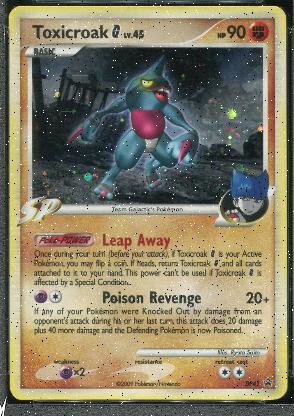 Toxicroak G LV.45
HP 90
BASIC
Team Galactic's Pokémon
SP
Poké-POWER Leap Away
Once during your turn (before your attack), if Toxicroak G is your Active
Pokémon, you may flip a coin. If Heads, return Toxicroak G and all cards
attached to it to your hand. This power can't be used if Toxicroak G is
affected by a Special Condition.
Poison Revenge 20+
If any of your Pokémon were Knocked Out by damage from an
opponent's attack during his or her last turn, this attack does 20 damage
plus 40 more damage and the Defending Pokémon is now Poisoned.
weakness resistance retreat cost
×2
Illus. Ryota Saito
©2009 Pokémon/Nintendo
DP41